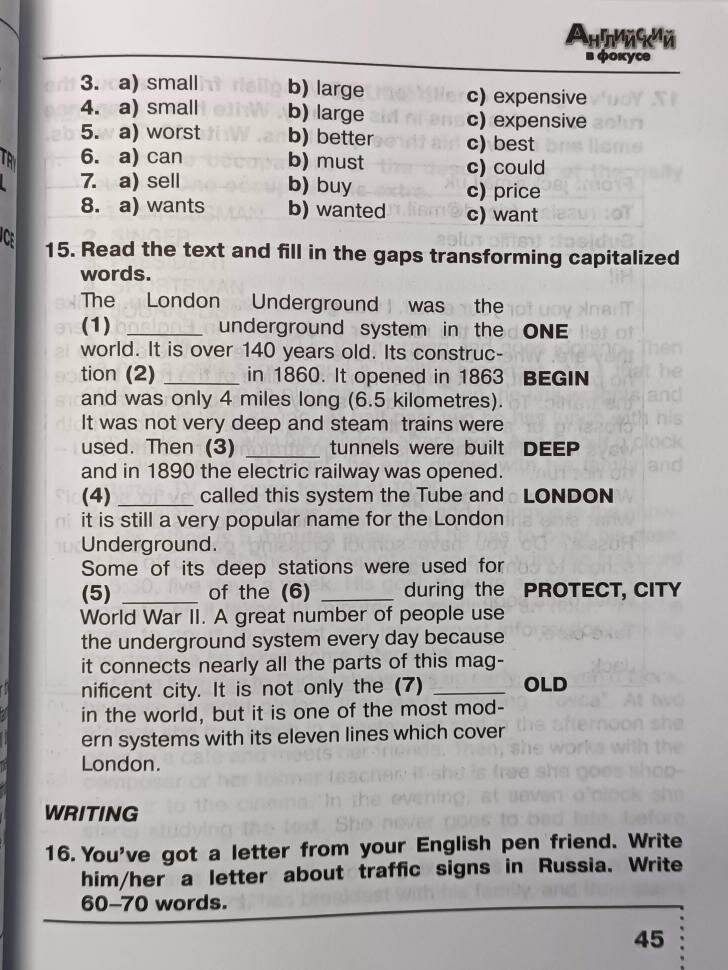 Английский
в фокусе
3. a) small b) large c) expensive
4. a) small b) large c) expensive
5. a) worst b) better c) best
6. a) can b) must c) could
7. a) sell b) buy c) price
8. a) wants b) wanted c) want
15. Read the text and fill in the gaps transforming capitalized
words.
The London Underground was the
(1) ______ underground system in the ONE
world. It is over 140 years old. Its construc-
tion (2) ______ in 1860. It opened in 1863 BEGIN
and was only 4 miles long (6.5 kilometres).
It was not very deep and steam trains were
used. Then (3) ______ tunnels were built DEEP
and in 1890 the electric railway was opened.
(4) ______ called this system the Tube and LONDON
it is still a very popular name for the London
Underground.
Some of its deep stations were used for
(5) ______ of the (6) ______ during the PROTECT, CITY
World War II. A great number of people use
the underground system every day because
it connects nearly all the parts of this mag-
nificent city. It is not only the (7) ______ OLD
in the world, but it is one of the most mod-
ern systems with its eleven lines which cover
London.
WRITING
16. You've got a letter from your English pen friend. Write
him/her a letter about traffic signs in Russia. Write
60–70 words.
45